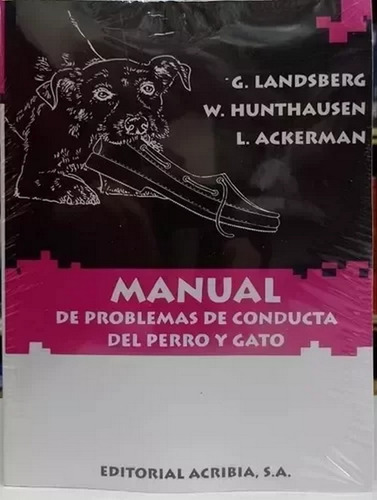 G. LANDSBERG
W. HUNTHAUSEN
L. ACKERMAN
MANUAL
DE PROBLEMAS DE CONDUCTA
DEL PERRO Y GATO
EDITORIAL ACRIBIA, S.A.